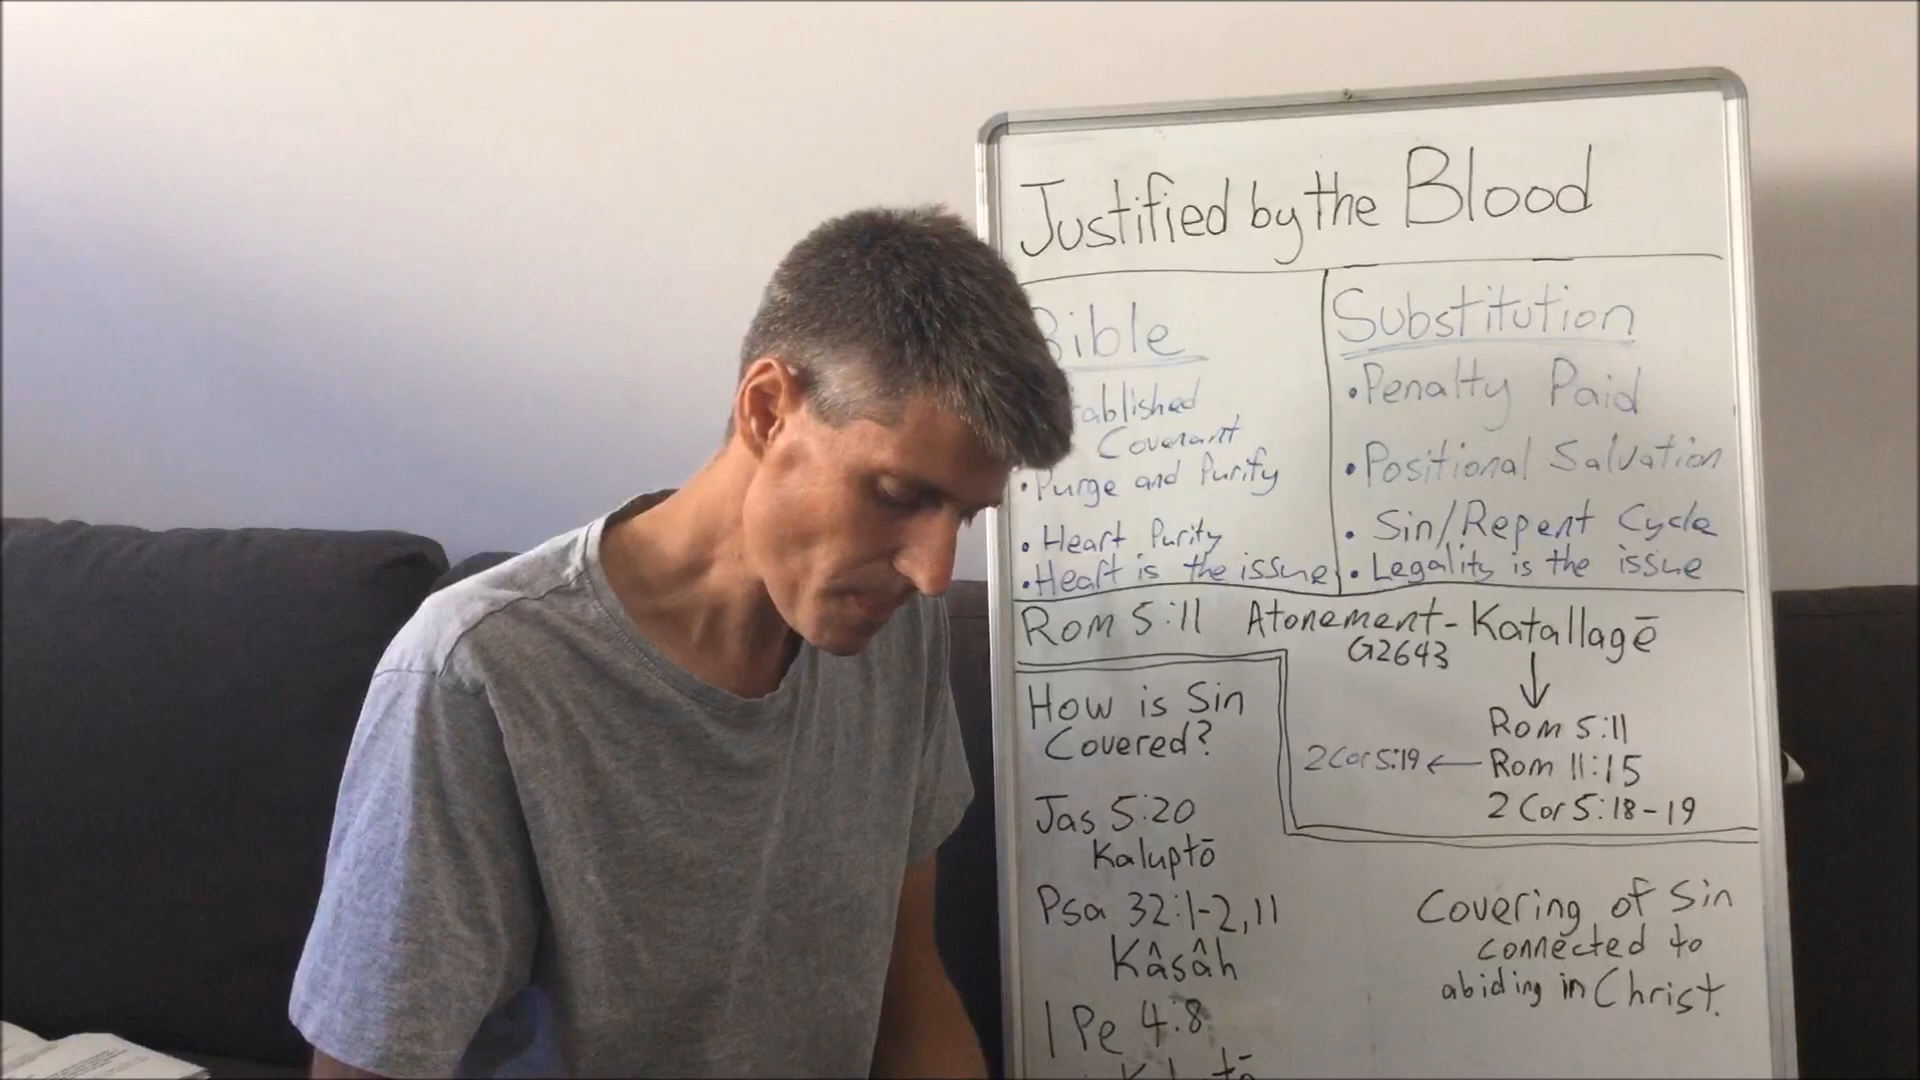 Justified by the Blood
Bible
Covenant
• Purge and Purify
• Heart Purity
• Heart is the issue
Substitution
• Penalty Paid
• Positional Salvation
• Sin/Repent Cycle
• Legality is the issue
Rom 5:11 Atonement - Katallagē
G2643
↓
Rom 5:11
2 Cor 5:19 ← Rom 11:15
2 Cor 5:18-19
How is Sin
Covered?
Jas 5:20
Kaluptō
Psa 32:1-2, 11
Kâsâh
1 Pe 4:8
Covering of Sin
connected to
abiding in Christ.